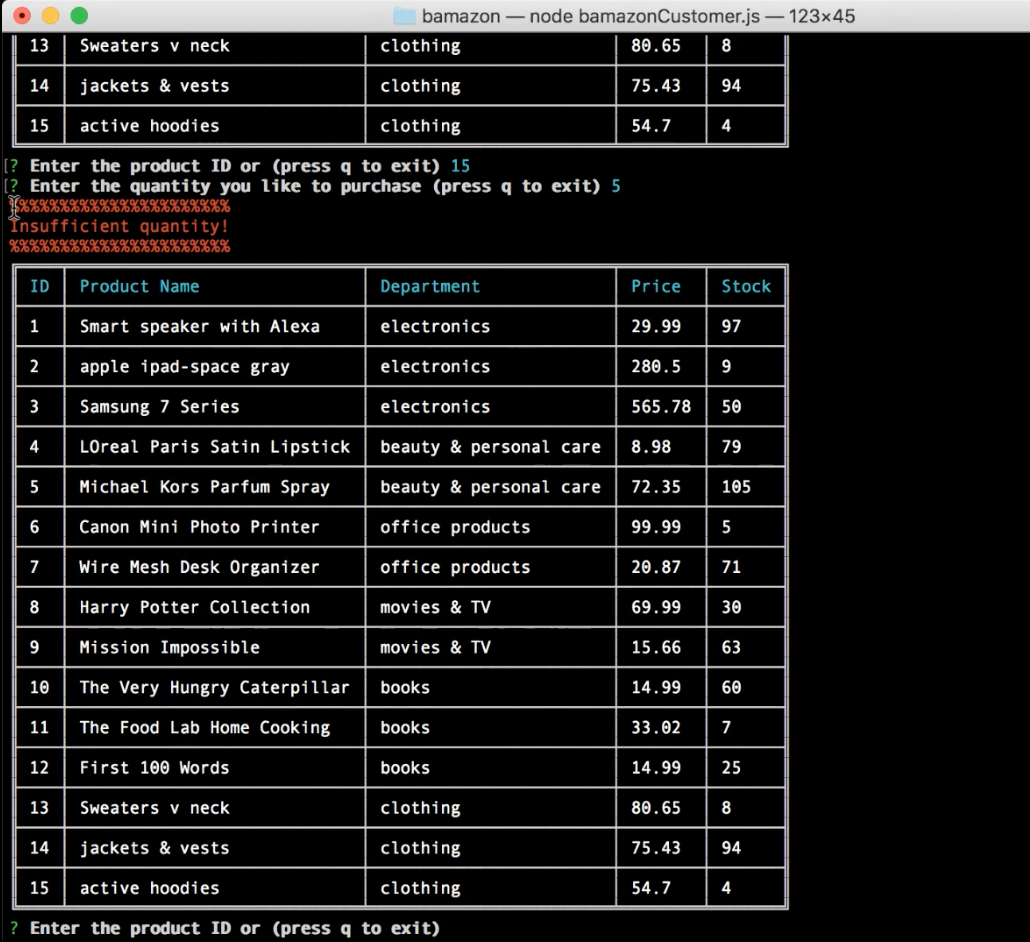 bamazon — node bamazonCustomer.js — 123×45
13 Sweaters v neck clothing 80.65 8
14 jackets & vests clothing 75.43 94
15 active hoodies clothing 54.7 4
[? Enter the product ID or (press q to exit) 15
[? Enter the quantity you like to purchase (press q to exit) 5
%%%%%%%%%%%%%%%%%%%%%%
Insufficient quantity!
%%%%%%%%%%%%%%%%%%%%%%
ID Product Name Department Price Stock
1 Smart speaker with Alexa electronics 29.99 97
2 apple ipad-space gray electronics 280.5 9
3 Samsung 7 Series electronics 565.78 50
4 LOreal Paris Satin Lipstick beauty & personal care 8.98 79
5 Michael Kors Parfum Spray beauty & personal care 72.35 105
6 Canon Mini Photo Printer office products 99.99 5
7 Wire Mesh Desk Organizer office products 20.87 71
8 Harry Potter Collection movies & TV 69.99 30
9 Mission Impossible movies & TV 15.66 63
10 The Very Hungry Caterpillar books 14.99 60
11 The Food Lab Home Cooking books 33.02 7
12 First 100 Words books 14.99 25
13 Sweaters v neck clothing 80.65 8
14 jackets & vests clothing 75.43 94
15 active hoodies clothing 54.7 4
? Enter the product ID or (press q to exit)